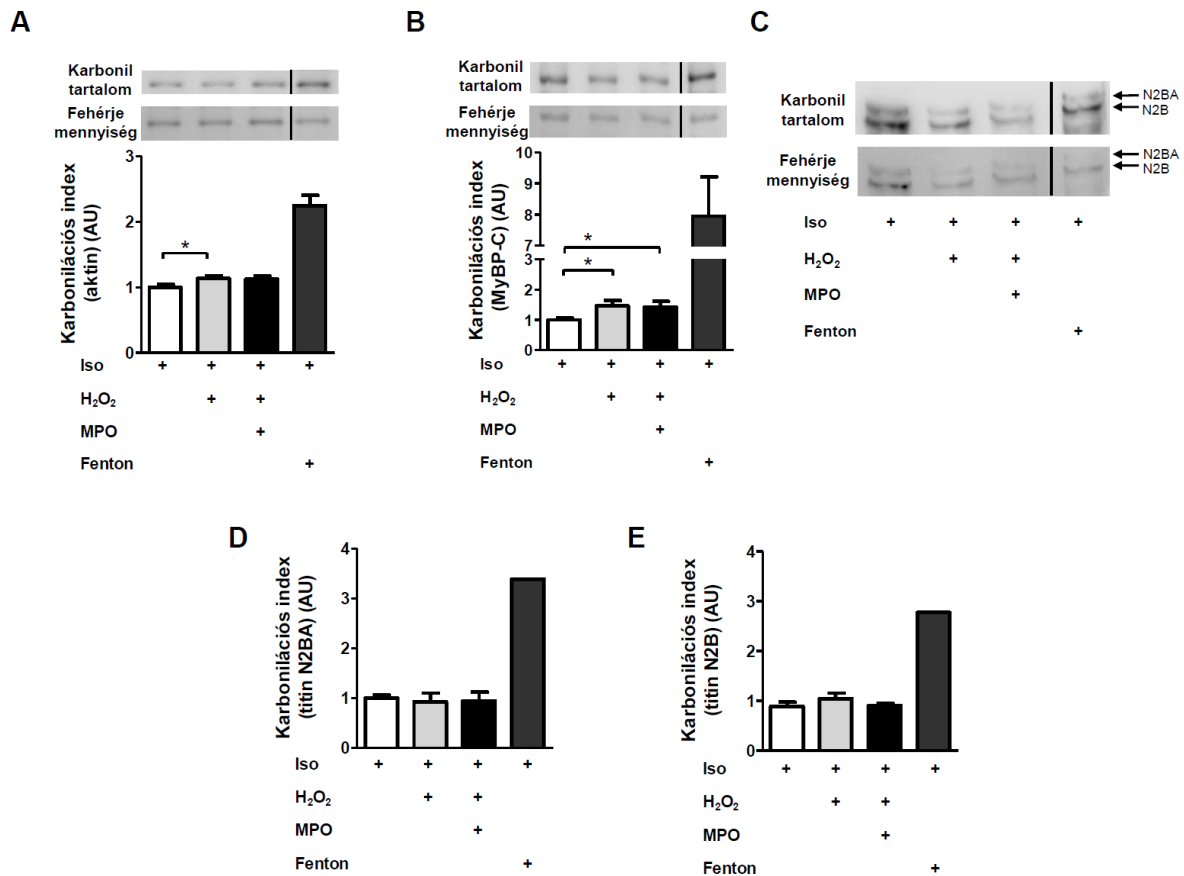 A
Karbonil
tartalom
Fehérje
mennyiség
Karbonilációs index
(aktin) (AU)
3
2
1
0
Iso + + + +
H₂O₂ + +
MPO +
Fenton +
B
Karbonil
tartalom
Fehérje
mennyiség
Karbonilációs index
(MyBP-C) (AU)
10
9
8
7
4
3
2
1
0
*
*
*
Iso + + + +
H₂O₂ + +
MPO +
Fenton +
C
Karbonil
tartalom
N2BA
N2B
Fehérje
mennyiség
N2BA
N2B
Iso + + + +
H₂O₂ + +
MPO +
Fenton +
D
Karbonilációs index
(titin N2BA) (AU)
4
3
2
1
0
Iso + + + +
H₂O₂ + +
MPO +
Fenton +
E
Karbonilációs index
(titin N2B) (AU)
4
3
2
1
0
Iso + + + +
H₂O₂ + +
MPO +
Fenton +